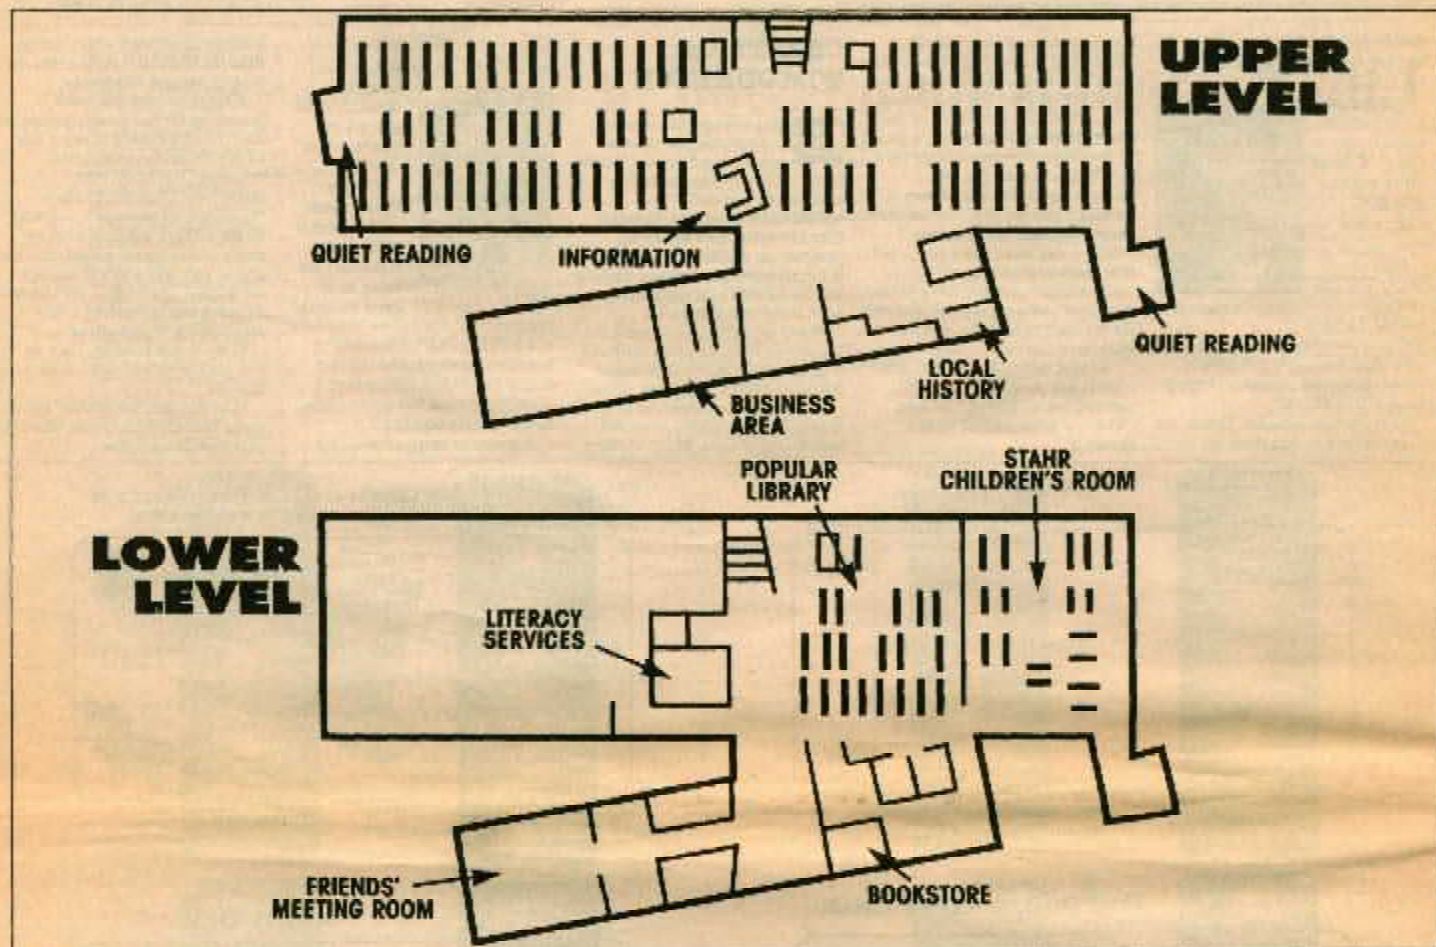 UPPER
LEVEL
QUIET READING
INFORMATION
QUIET READING
LOCAL
HISTORY
BUSINESS
AREA
POPULAR
LIBRARY
STAHR
CHILDREN'S ROOM
LOWER
LEVEL
LITERACY
SERVICES
FRIENDS'
MEETING ROOM
BOOKSTORE